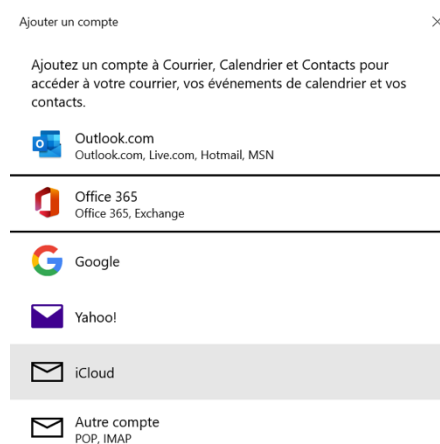 Ajouter un compte
Ajoutez un compte à Courrier, Calendrier et Contacts pour
accéder à votre courrier, vos événements de calendrier et vos
contacts.
Outlook.com
Outlook.com, Live.com, Hotmail, MSN
Office 365
Office 365, Exchange
Google
Yahoo!
iCloud
Autre compte
POP, IMAP